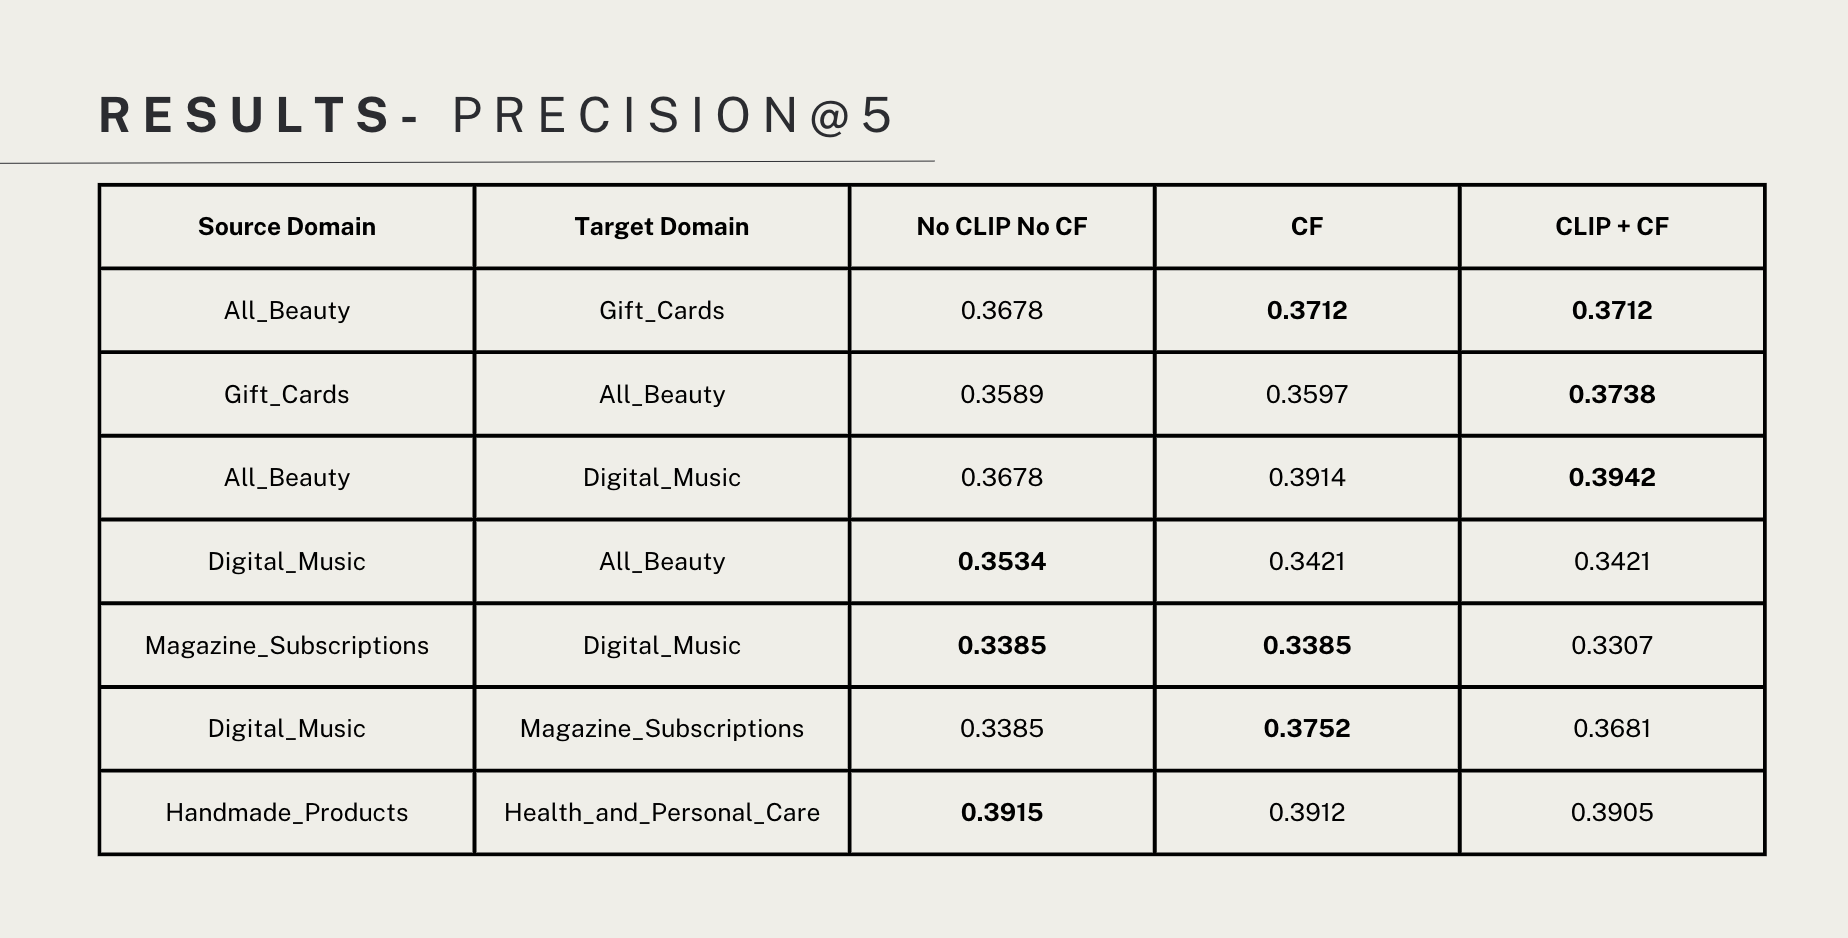 RESULTS- PRECISION@5
Source Domain Target Domain No CLIP No CF CF CLIP + CF
All_Beauty Gift_Cards 0.3678 0.3712 0.3712
Gift_Cards All_Beauty 0.3589 0.3597 0.3738
All_Beauty Digital_Music 0.3678 0.3914 0.3942
Digital_Music All_Beauty 0.3534 0.3421 0.3421
Magazine_Subscriptions Digital_Music 0.3385 0.3385 0.3307
Digital_Music Magazine_Subscriptions 0.3385 0.3752 0.3681
Handmade_Products Health_and_Personal_Care 0.3915 0.3912 0.3905